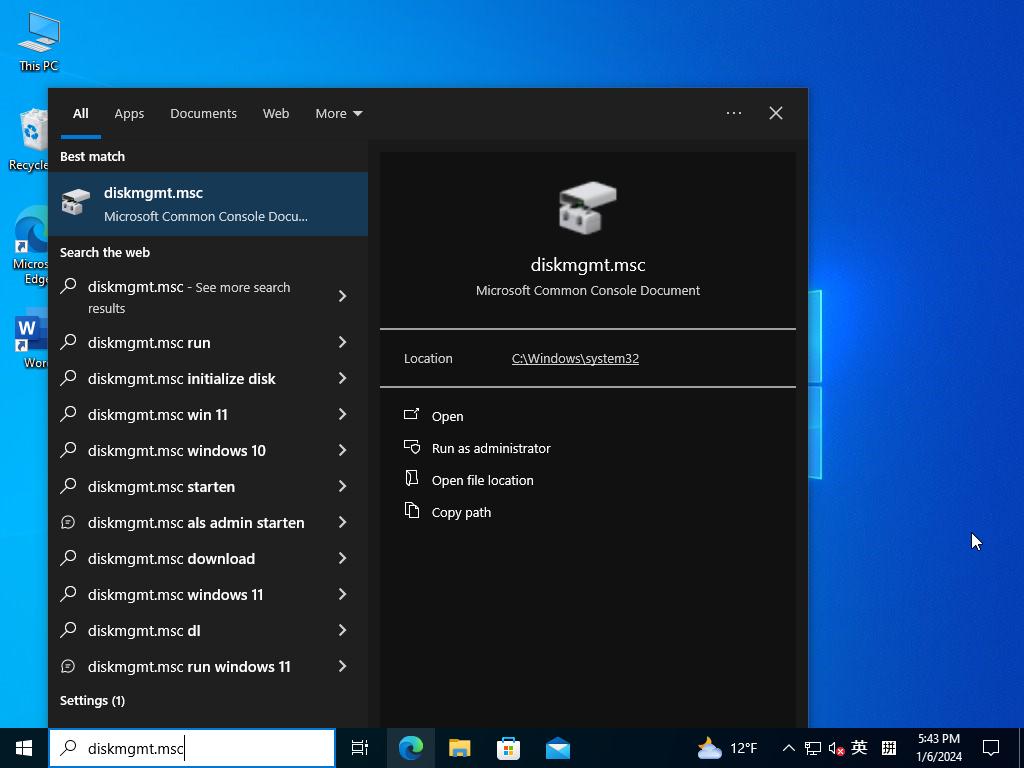 This PC
Recycle
Micros
Edge
W
Word
All
Apps
Documents
Web
More
Best match
diskmgmt.msc
Microsoft Common Console Docu...
Search the web
diskmgmt.msc - See more search
results
diskmgmt.msc run
diskmgmt.msc initialize disk
diskmgmt.msc win 11
diskmgmt.msc windows 10
diskmgmt.msc starten
diskmgmt.msc als admin starten
diskmgmt.msc download
diskmgmt.msc windows 11
diskmgmt.msc dl
diskmgmt.msc run windows 11
Settings (1)
diskmgmt.msc
Microsoft Common Console Document
Location C:\Windows\system32
Open
Run as administrator
Open file location
Copy path
diskmgmt.msc
12°F
英
拼
5:43 PM
1/6/2024